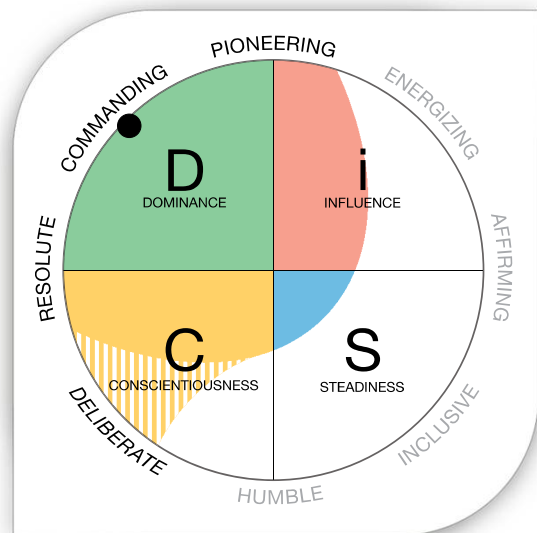 PIONEERING
ENERGIZING
COMMANDING
D
DOMINANCE
i
INFLUENCE
RESOLUTE
AFFIRMING
C
CONSCIENTIOUSNESS
S
STEADINESS
DELIBERATE
INCLUSIVE
HUMBLE